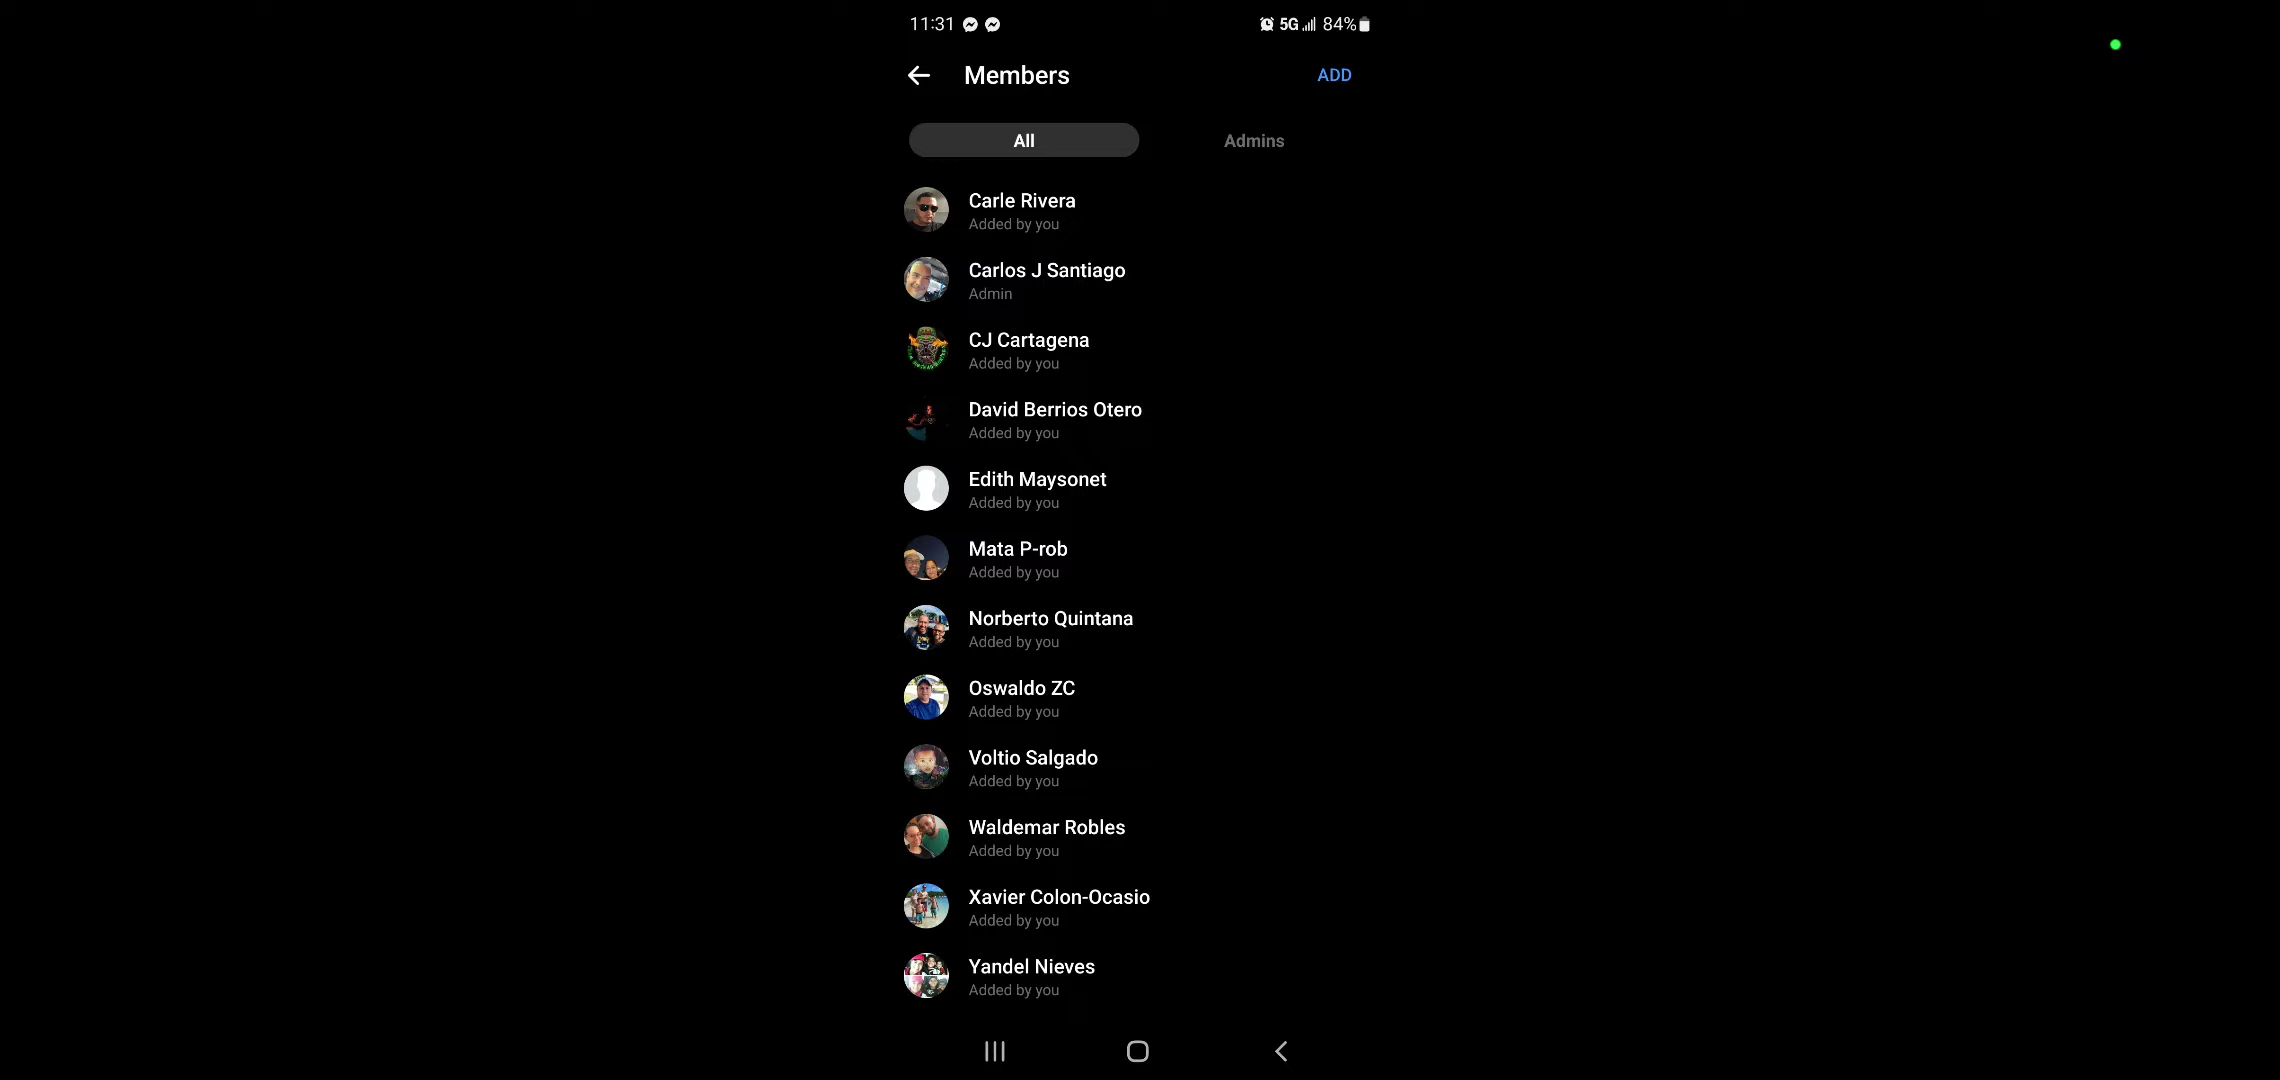 11:31 5G 84%
Members ADD
All Admins
Carle Rivera
Added by you
Carlos J Santiago
Admin
CJ Cartagena
Added by you
David Berrios Otero
Added by you
Edith Maysonet
Added by you
Mata P-rob
Added by you
Norberto Quintana
Added by you
Oswaldo ZC
Added by you
Voltio Salgado
Added by you
Waldemar Robles
Added by you
Xavier Colon-Ocasio
Added by you
Yandel Nieves
Added by you